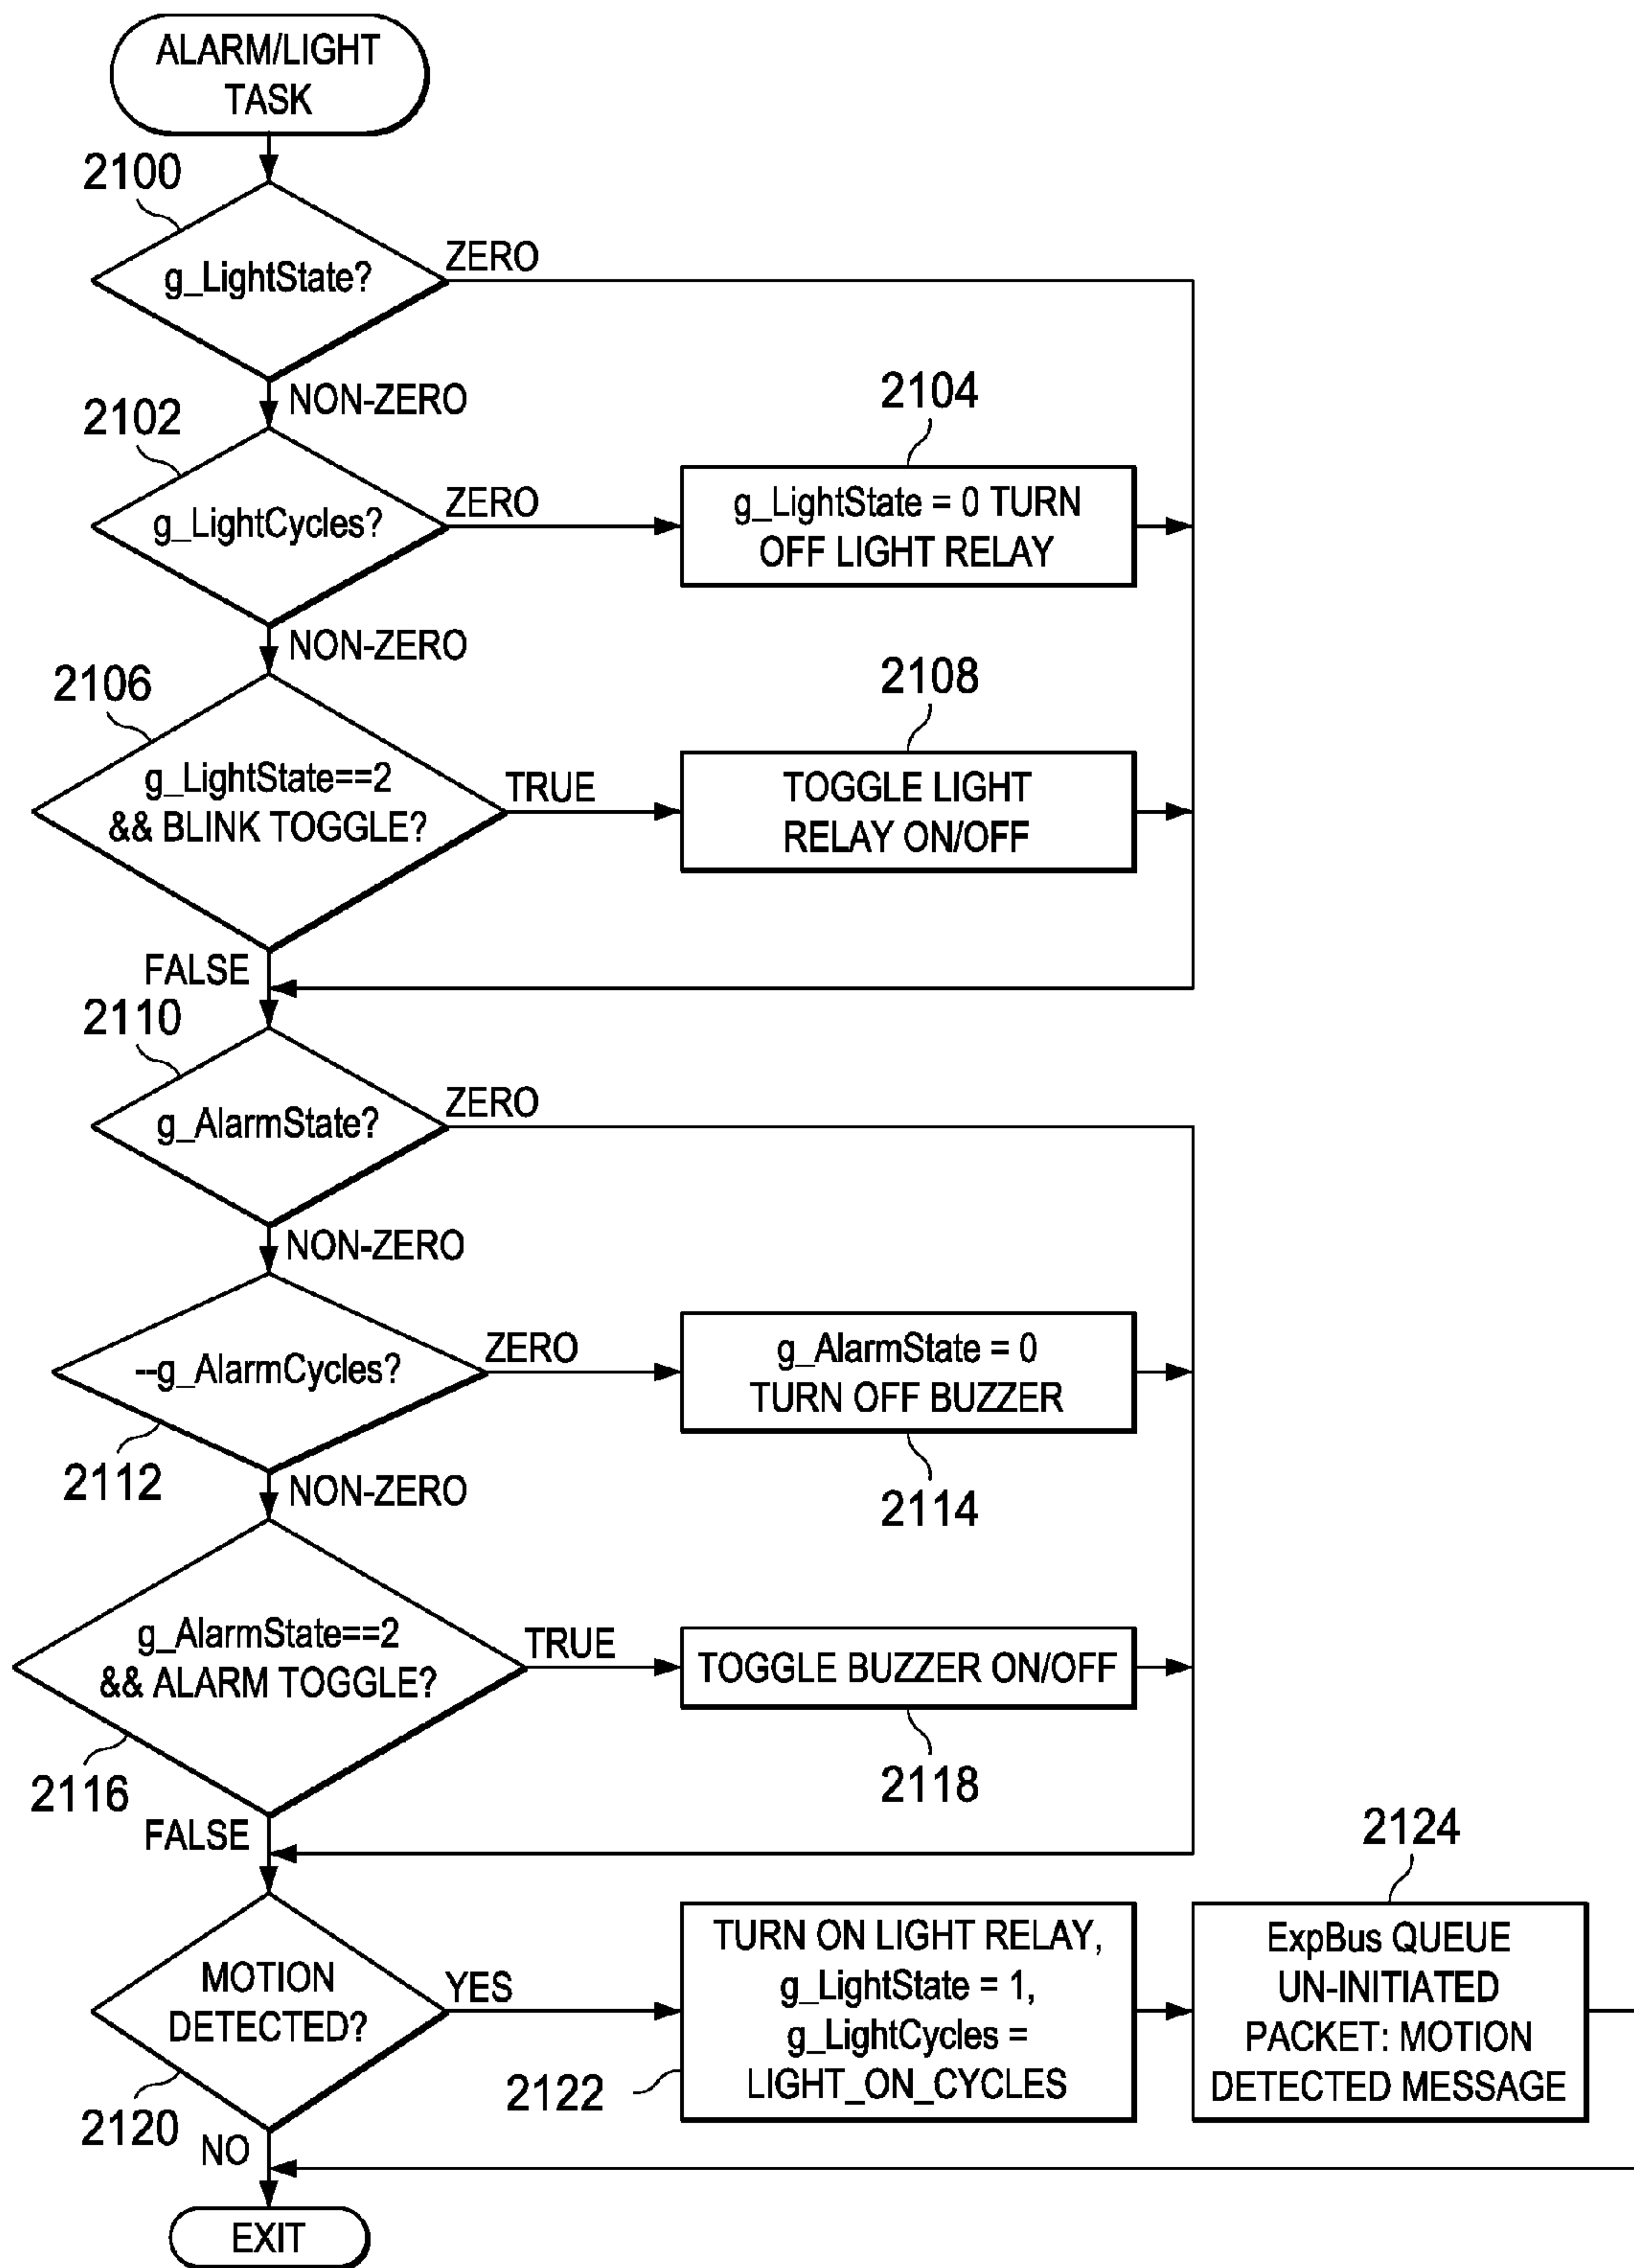 ALARM/LIGHT
TASK
2100
g_LightState?
ZERO
NON-ZERO
2102
g_LightCycles?
ZERO
2104
g_LightState = 0 TURN
OFF LIGHT RELAY
NON-ZERO
2106
g_LightState==2
&& BLINK TOGGLE?
TRUE
2108
TOGGLE LIGHT
RELAY ON/OFF
FALSE
2110
g_AlarmState?
ZERO
NON-ZERO
--g_AlarmCycles?
2112
ZERO
g_AlarmState = 0
TURN OFF BUZZER
2114
NON-ZERO
g_AlarmState==2
&& ALARM TOGGLE?
2116
TRUE
TOGGLE BUZZER ON/OFF
2118
FALSE
MOTION
DETECTED?
2120
YES
TURN ON LIGHT RELAY,
g_LightState = 1,
g_LightCycles =
LIGHT_ON_CYCLES
2122
2124
ExpBus QUEUE
UN-INITIATED
PACKET: MOTION
DETECTED MESSAGE
NO
EXIT